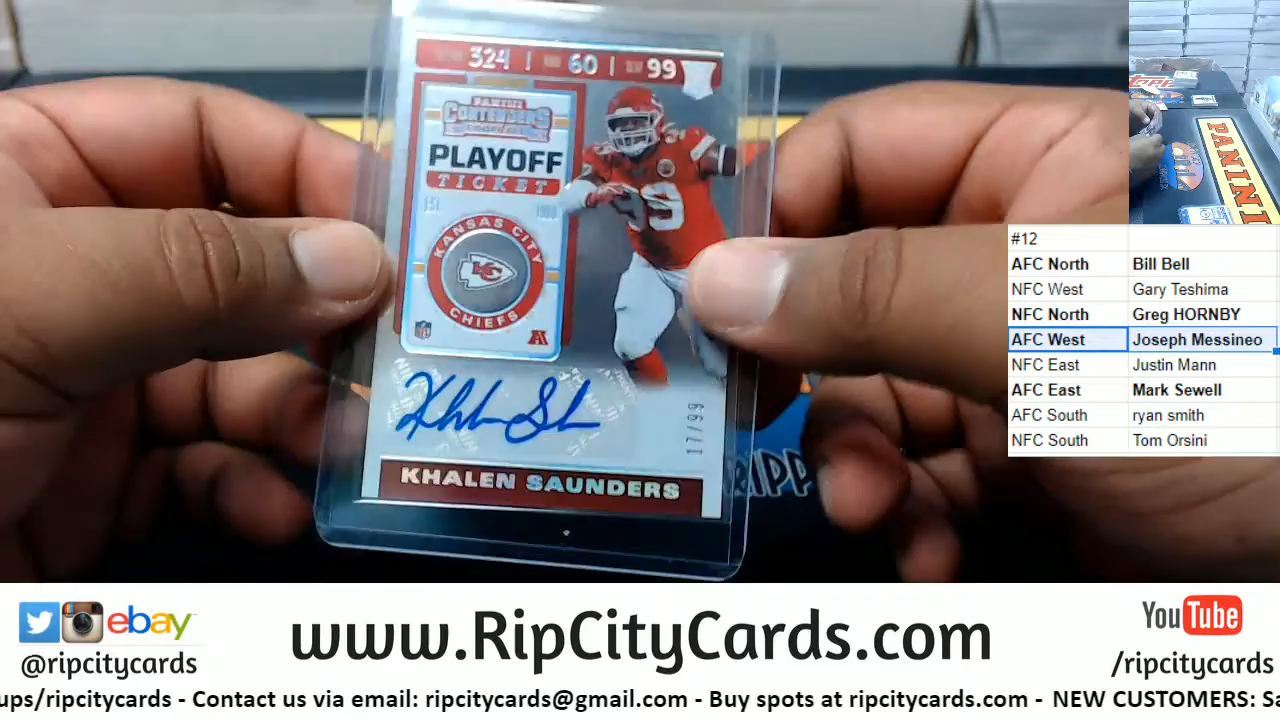 324 | 60 | 99
PANINI
CONTENDERS
PLAYOFF
TICKET
KANSAS CITY
CHIEFS
NFL
17/99
KHALEN SAUNDERS
PANINI
#12
AFC North Bill Bell
NFC West Gary Teshima
NFC North Greg HORNBY
AFC West Joseph Messineo
NFC East Justin Mann
AFC East Mark Sewell
AFC South ryan smith
NFC South Tom Orsini
RIPP
ebay
@ripcitycards
www.RipCityCards.com
YouTube
/ripcitycards
ups/ripcitycards - Contact us via email: ripcitycards@gmail.com - Buy spots at ripcitycards.com - NEW CUSTOMERS: Sa